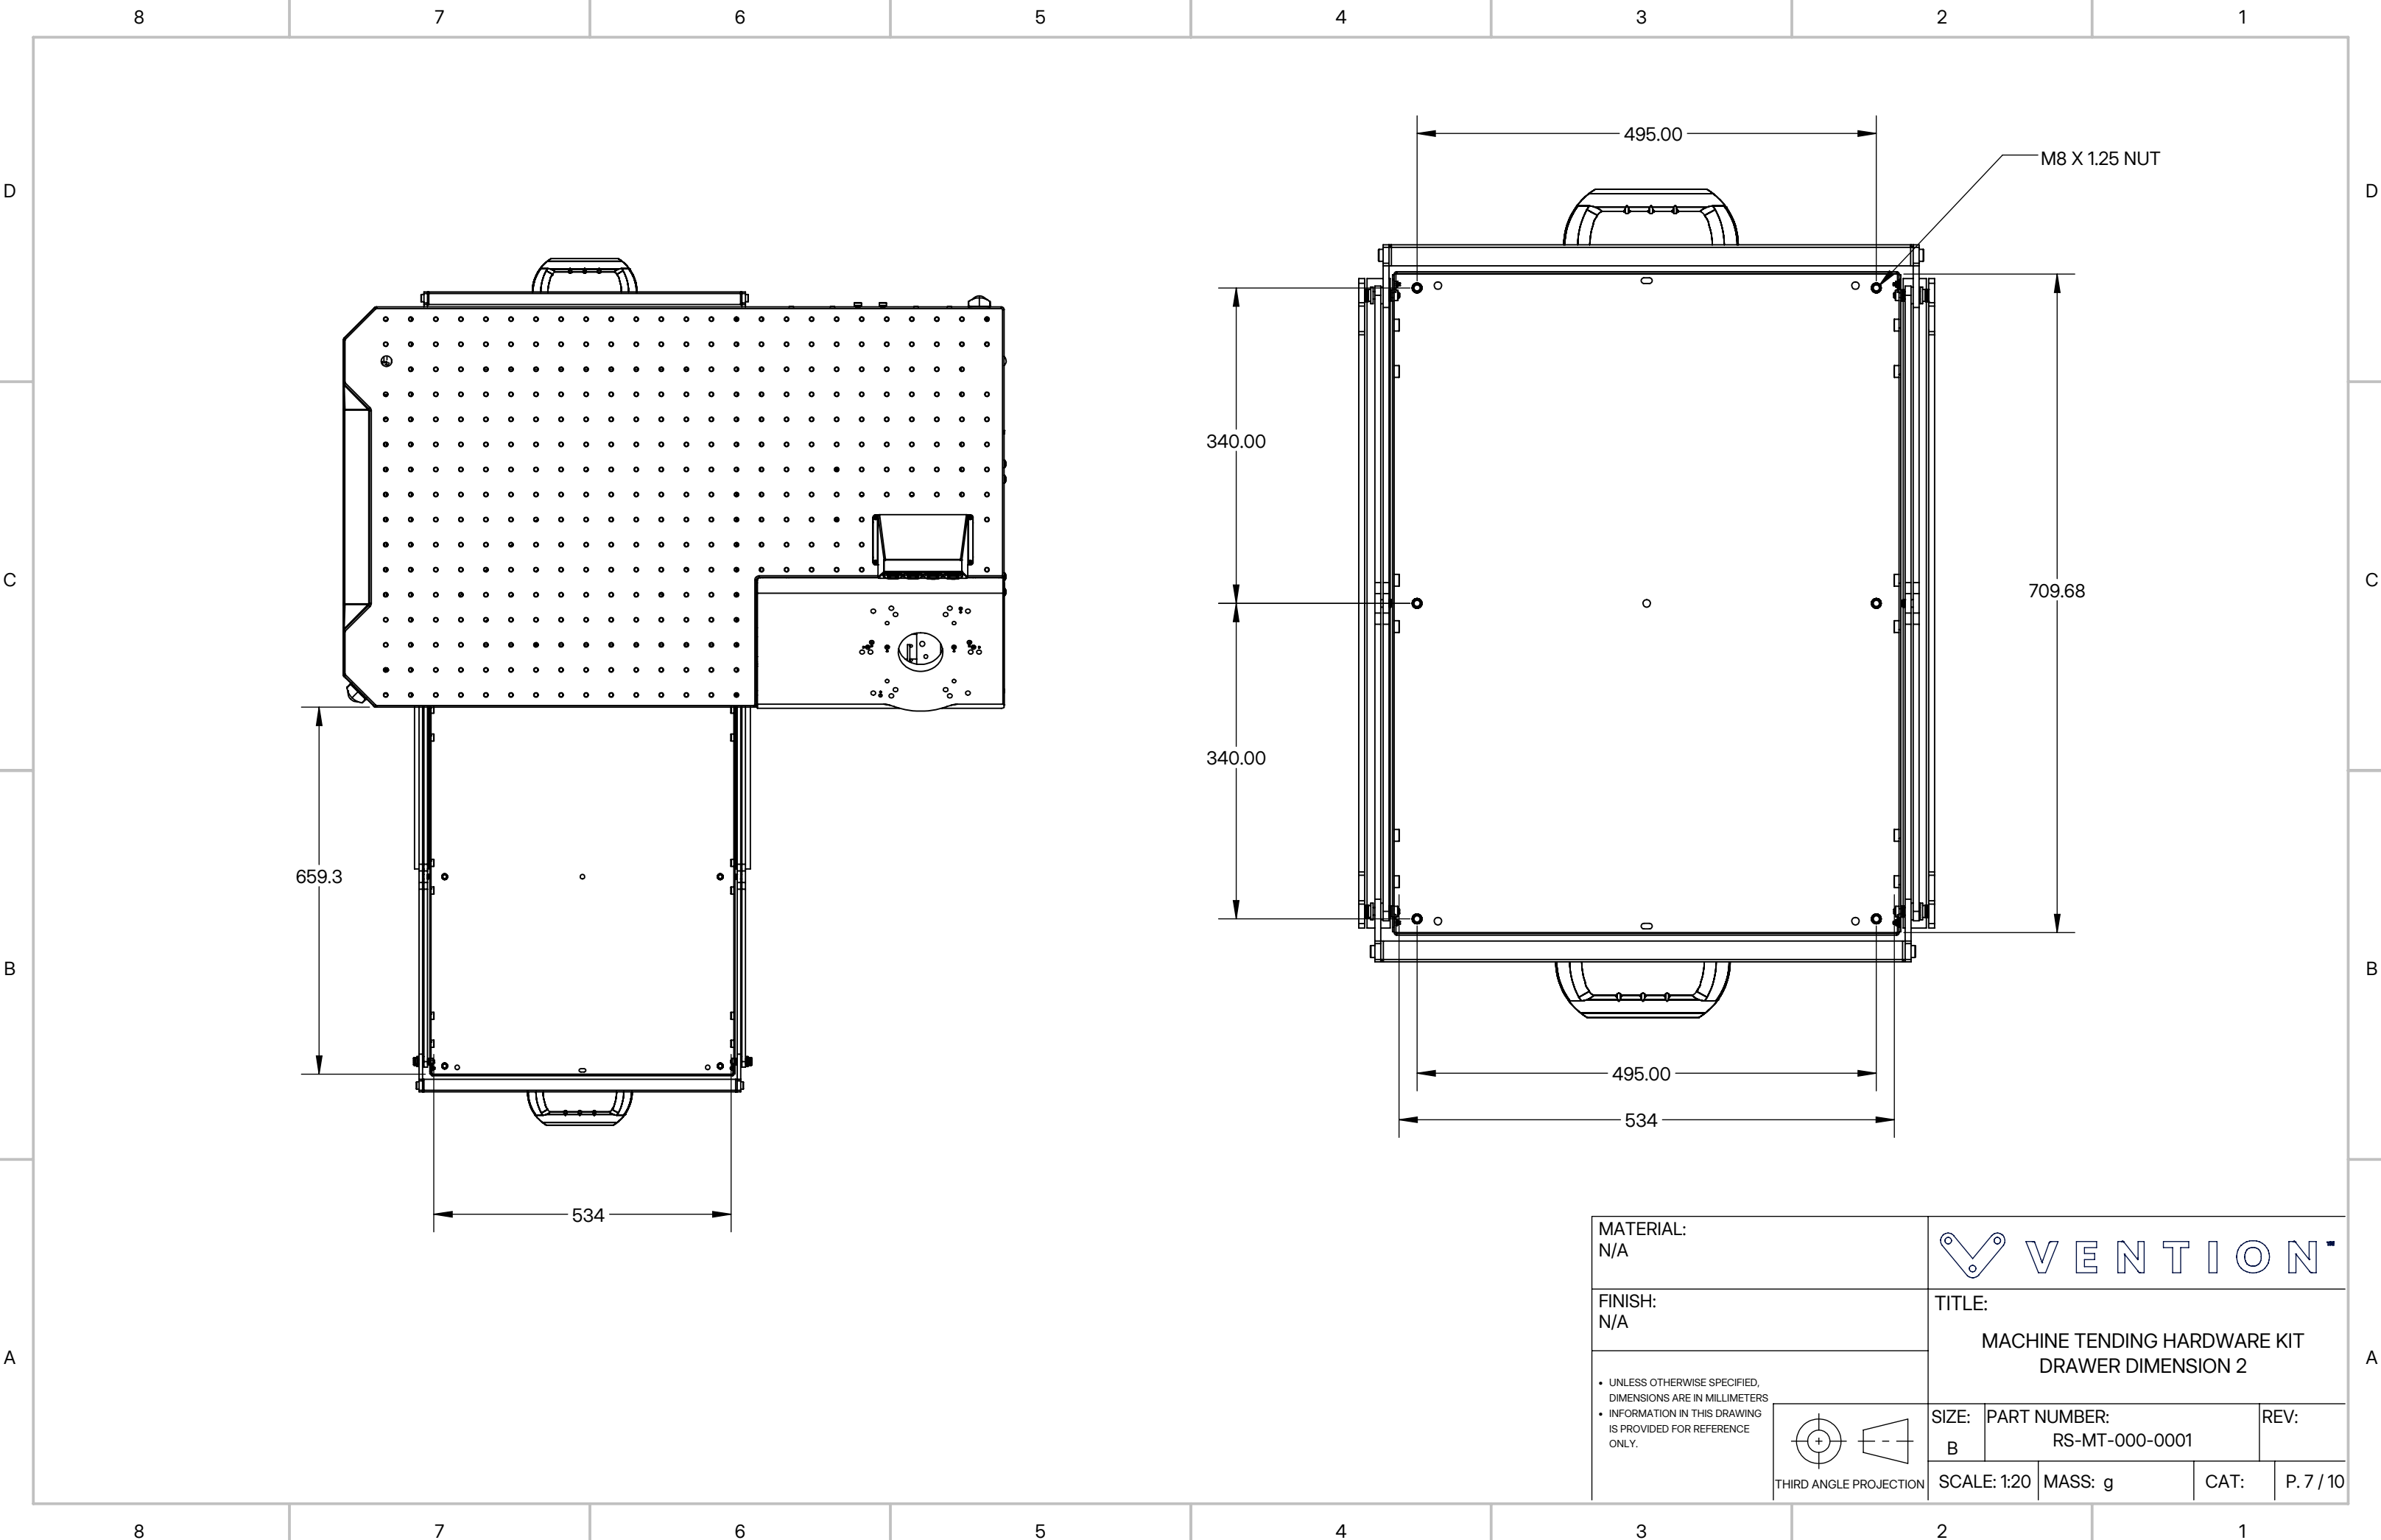 8 7 6 5 4 3 2 1
D D
C C
B B
A A
495.00
M8 X 1.25 NUT
340.00
709.68
340.00
659.3
495.00
534
534
MATERIAL:
N/A
VENTION
FINISH:
N/A
TITLE:
MACHINE TENDING HARDWARE KIT
DRAWER DIMENSION 2
• UNLESS OTHERWISE SPECIFIED,
DIMENSIONS ARE IN MILLIMETERS
• INFORMATION IN THIS DRAWING
IS PROVIDED FOR REFERENCE
ONLY.
THIRD ANGLE PROJECTION
SIZE:
B
PART NUMBER:
RS-MT-000-0001
REV:
SCALE: 1:20
MASS: g
CAT:
P. 7 / 10
8 7 6 5 4 3 2 1